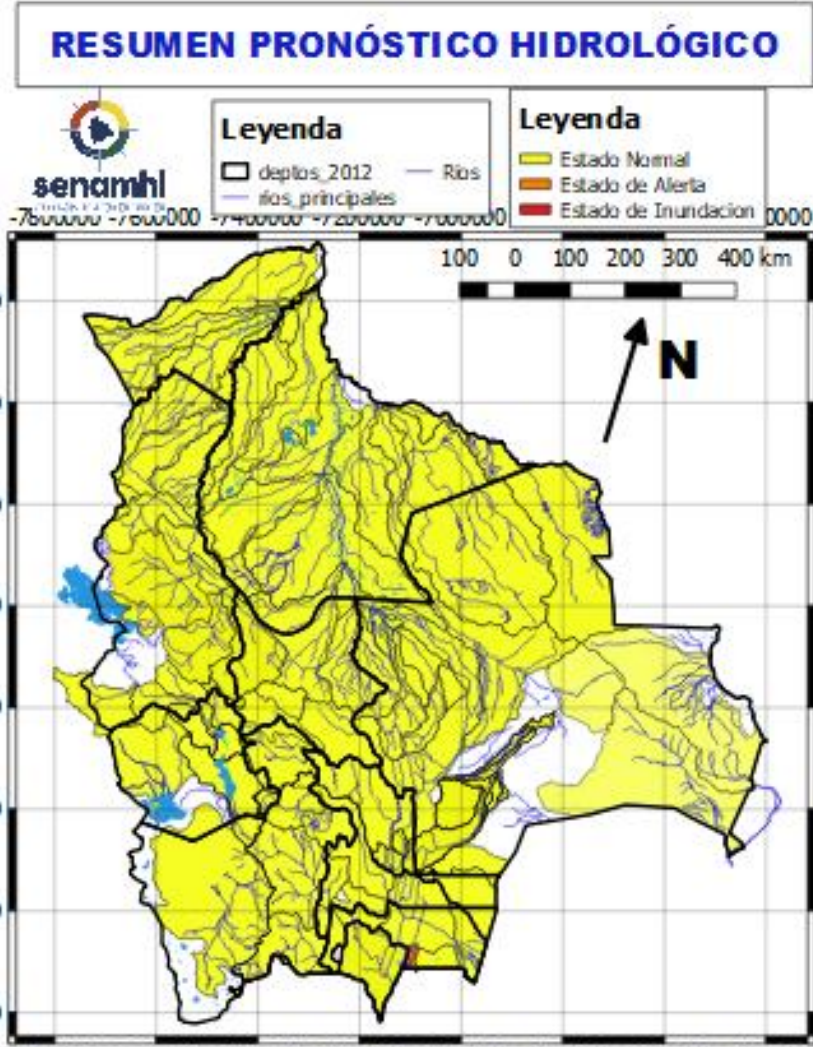 RESUMEN PRONÓSTICO HIDROLÓGICO
senamhi
Leyenda
deptos_2012
Rios
rios_principales
Leyenda
Estado Normal
Estado de Alerta
Estado de Inundacion
-7600000 -7400000 -7200000
100 0 100 200 300 400 km
N